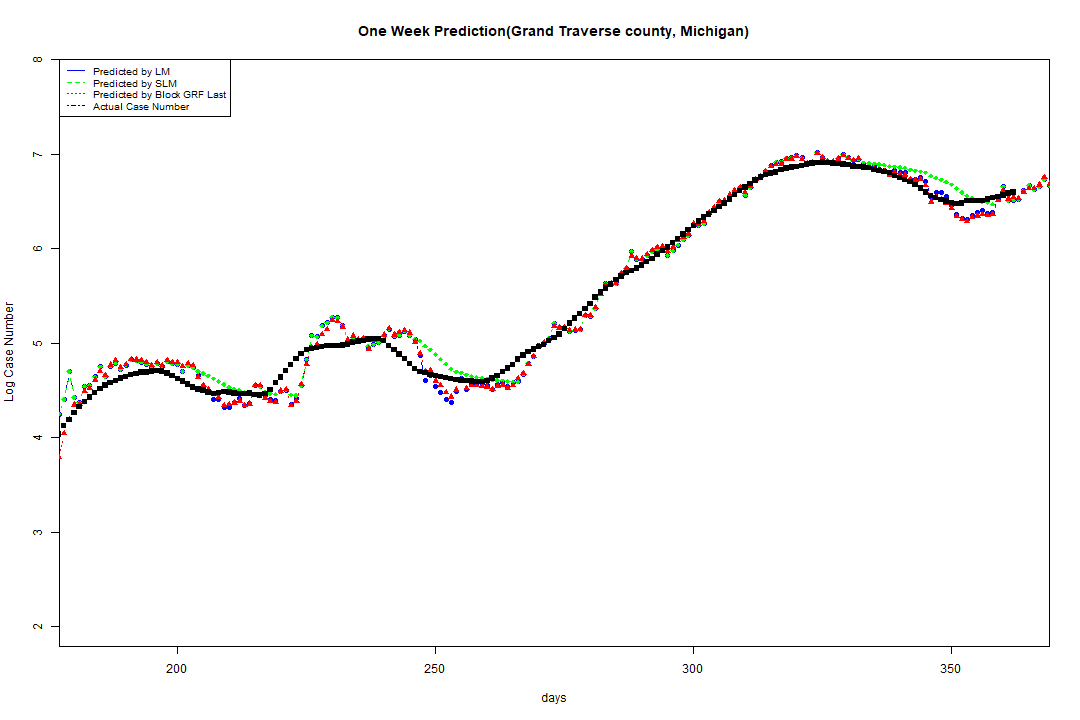 One Week Prediction(Grand Traverse county, Michigan)
Predicted by LM
Predicted by SLM
Predicted by Block GRF Last
Actual Case Number
8
7
6
5
4
3
2
Log Case Number
200 250 300 350
days